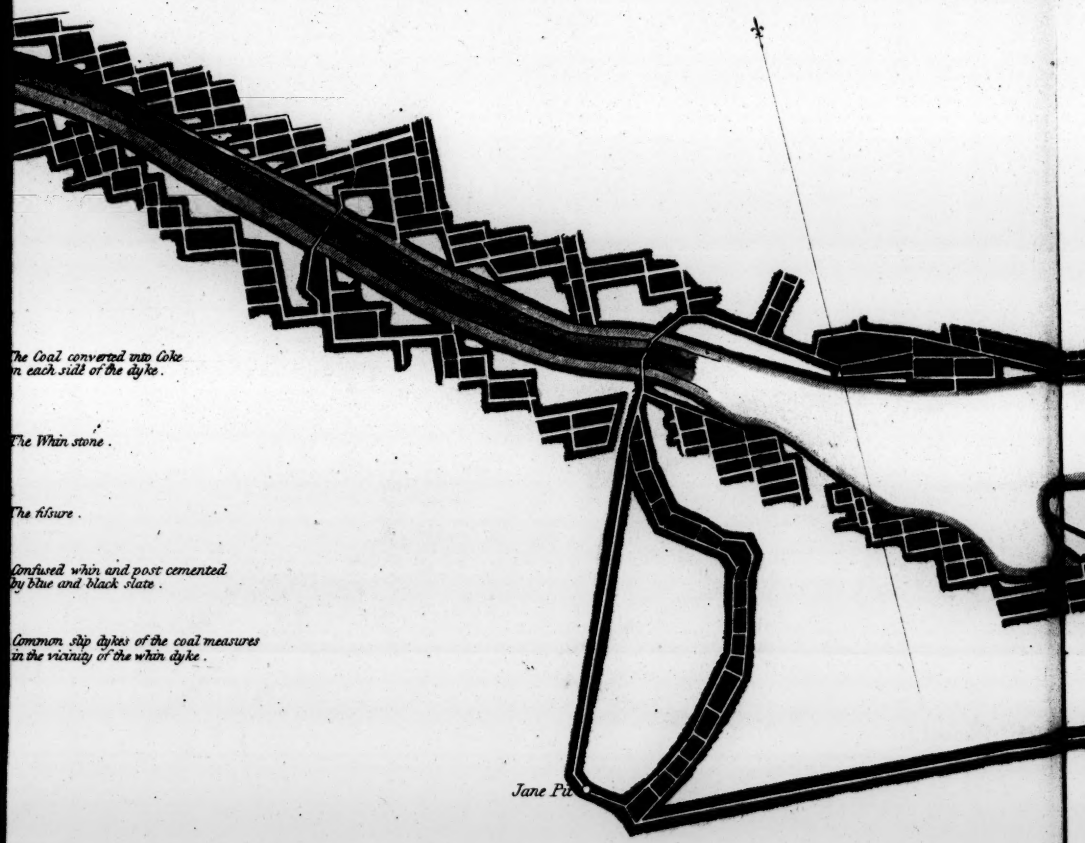 The Coal converted into Coke
on each side of the dyke.
The Whin stone.
The fiſsure.
Confused whin and post cemented
by blue and black slate.
Common slip dykes of the coal measures
in the vicinity of the whin dyke.
Jane Pit